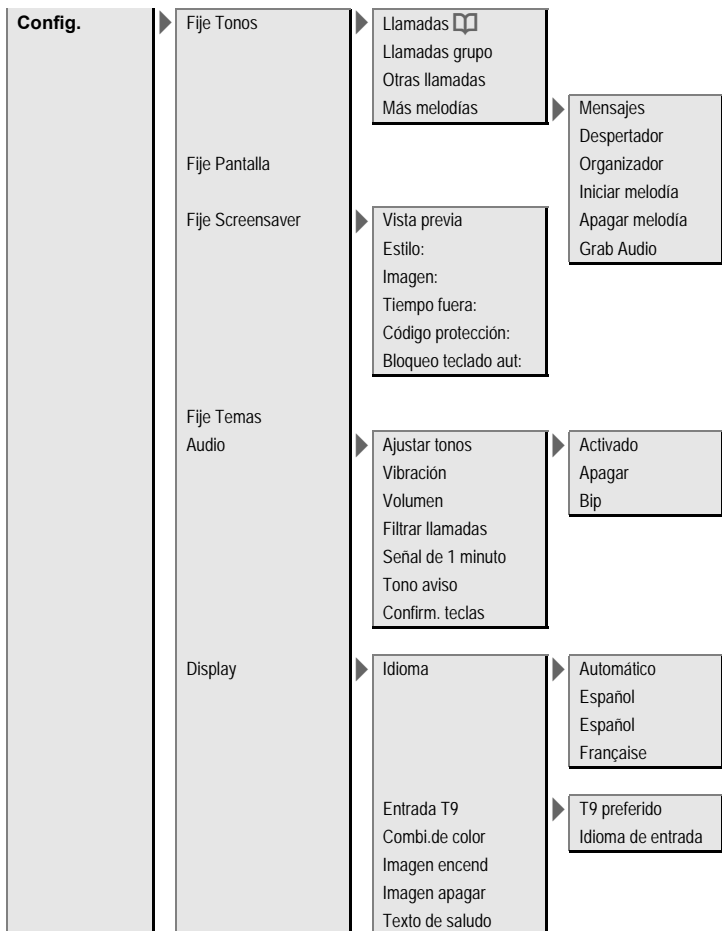 Config.
Fije Tonos
Llamadas
Llamadas grupo
Otras llamadas
Más melodías
Mensajes
Despertador
Organizador
Iniciar melodía
Apagar melodía
Grab Audio
Fije Pantalla
Fije Screensaver
Vista previa
Estilo:
Imagen:
Tiempo fuera:
Código protección:
Bloqueo teclado aut:
Fije Temas
Audio
Ajustar tonos
Vibración
Volumen
Filtrar llamadas
Señal de 1 minuto
Tono aviso
Confirm. teclas
Activado
Apagar
Bip
Display
Idioma
Automático
Español
Español
Française
Entrada T9
T9 preferido
Idioma de entrada
Combi.de color
Imagen encend
Imagen apagar
Texto de saludo